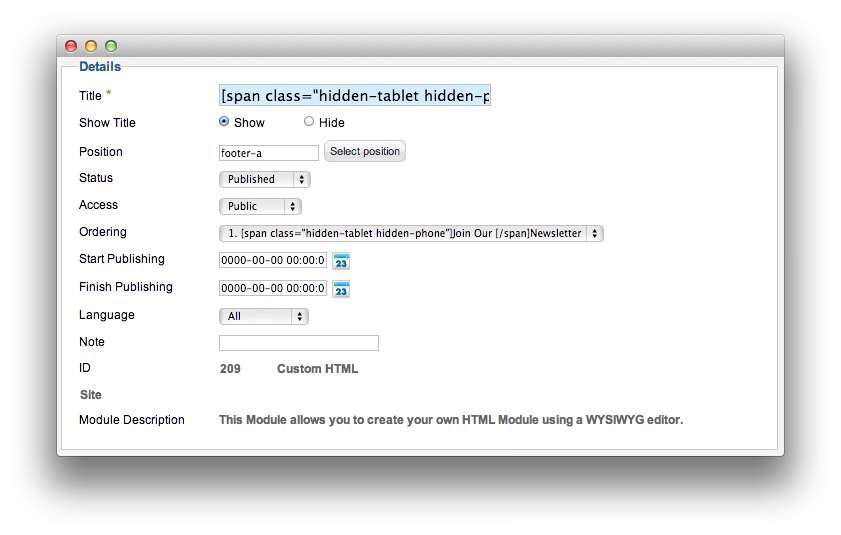 Details
Title *
[span class="hidden-tablet hidden-p
Show Title
Show
Hide
Position
footer-a
Select position
Status
Published
Access
Public
Ordering
1. [span class="hidden-tablet hidden-phone"]Join Our [/span]Newsletter
Start Publishing
0000-00-00 00:00:0
23
Finish Publishing
0000-00-00 00:00:0
23
Language
All
Note
ID
209
Custom HTML
Site
Module Description
This Module allows you to create your own HTML Module using a WYSIWYG editor.